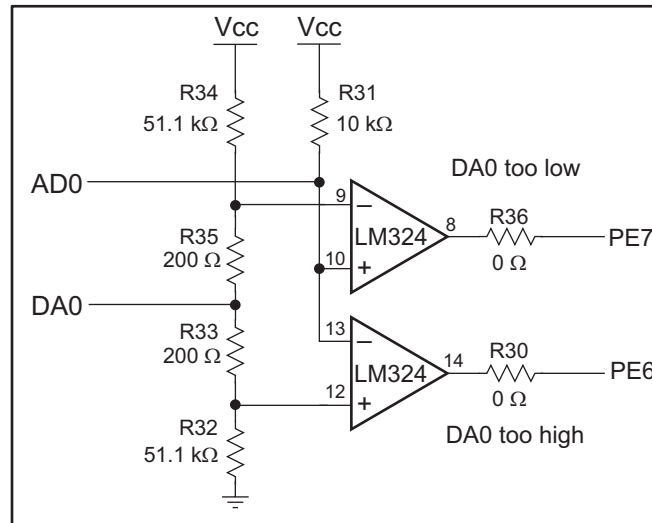 Vcc Vcc
R34
51.1 kΩ
R31
10 kΩ
AD0
DA0 too low
9
−
8
LM324
10
+
R36
0 Ω
PE7
R35
200 Ω
DA0
R33
200 Ω
13
−
14
LM324
12
+
R30
0 Ω
PE6
R32
51.1 kΩ
DA0 too high